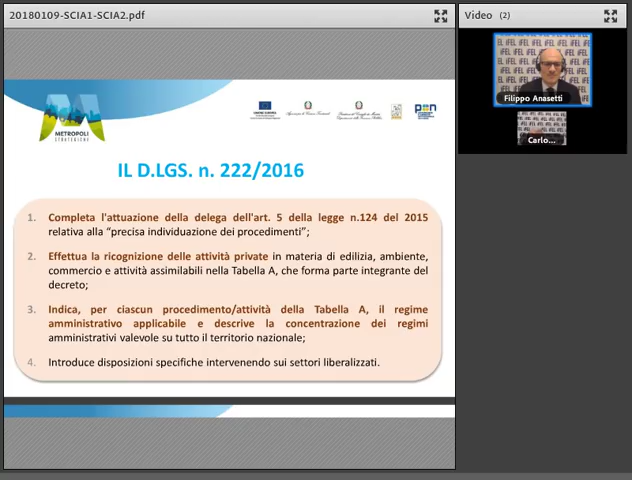 20180109-SCIA1-SCIA2.pdf
Video (2)
iFEL
Filippo Anasetti
Carlo...
METROPOLI
STRATEGICHE
UNIONE EUROPEA
pon
IL D.LGS. n. 222/2016
1. Completa l'attuazione della delega dell'art. 5 della legge n.124 del 2015
relativa alla “precisa individuazione dei procedimenti”;
2. Effettua la ricognizione delle attività private in materia di edilizia, ambiente,
commercio e attività assimilabili nella Tabella A, che forma parte integrante del
decreto;
3. Indica, per ciascun procedimento/attività della Tabella A, il regime
amministrativo applicabile e descrive la concentrazione dei regimi
amministrativi valevole su tutto il territorio nazionale;
4. Introduce disposizioni specifiche intervenendo sui settori liberalizzati.